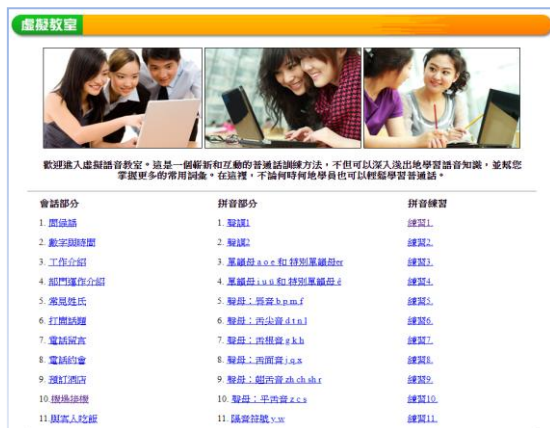 虛擬教室
歡迎進入虛擬語音教室。這是一個嶄新和互動的普通話訓練方法，不但可以深入淺出地學習語音知識，並幫您
掌握更多的常用詞彙。在這裡，不論何時何地學員也可以輕鬆學習普通話。
會話部分
1. 問候語
2. 數字與時間
3. 工作介紹
4. 部門運作介紹
5. 常見姓氏
6. 打開話題
7. 電話留言
8. 電話約會
9. 預訂酒店
10.機場接機
11.與客人吃飯
拼音部分
1. 聲調1
2. 聲調2
3. 單韻母 a o e 和 特別單韻母er
4. 單韻母 i u ü 和 特別單韻母 ê
5. 聲母：唇音 b p m f
6. 聲母：舌尖音 d t n l
7. 聲母：舌根音 g k h
8. 聲母：舌面音 j q x
9. 聲母：翹舌音 zh ch sh r
10. 聲母：平舌音 z c s
11. 隔音符號 y w
拼音練習
練習1.
練習2.
練習3.
練習4.
練習5.
練習6.
練習7.
練習8.
練習9.
練習10.
練習11.